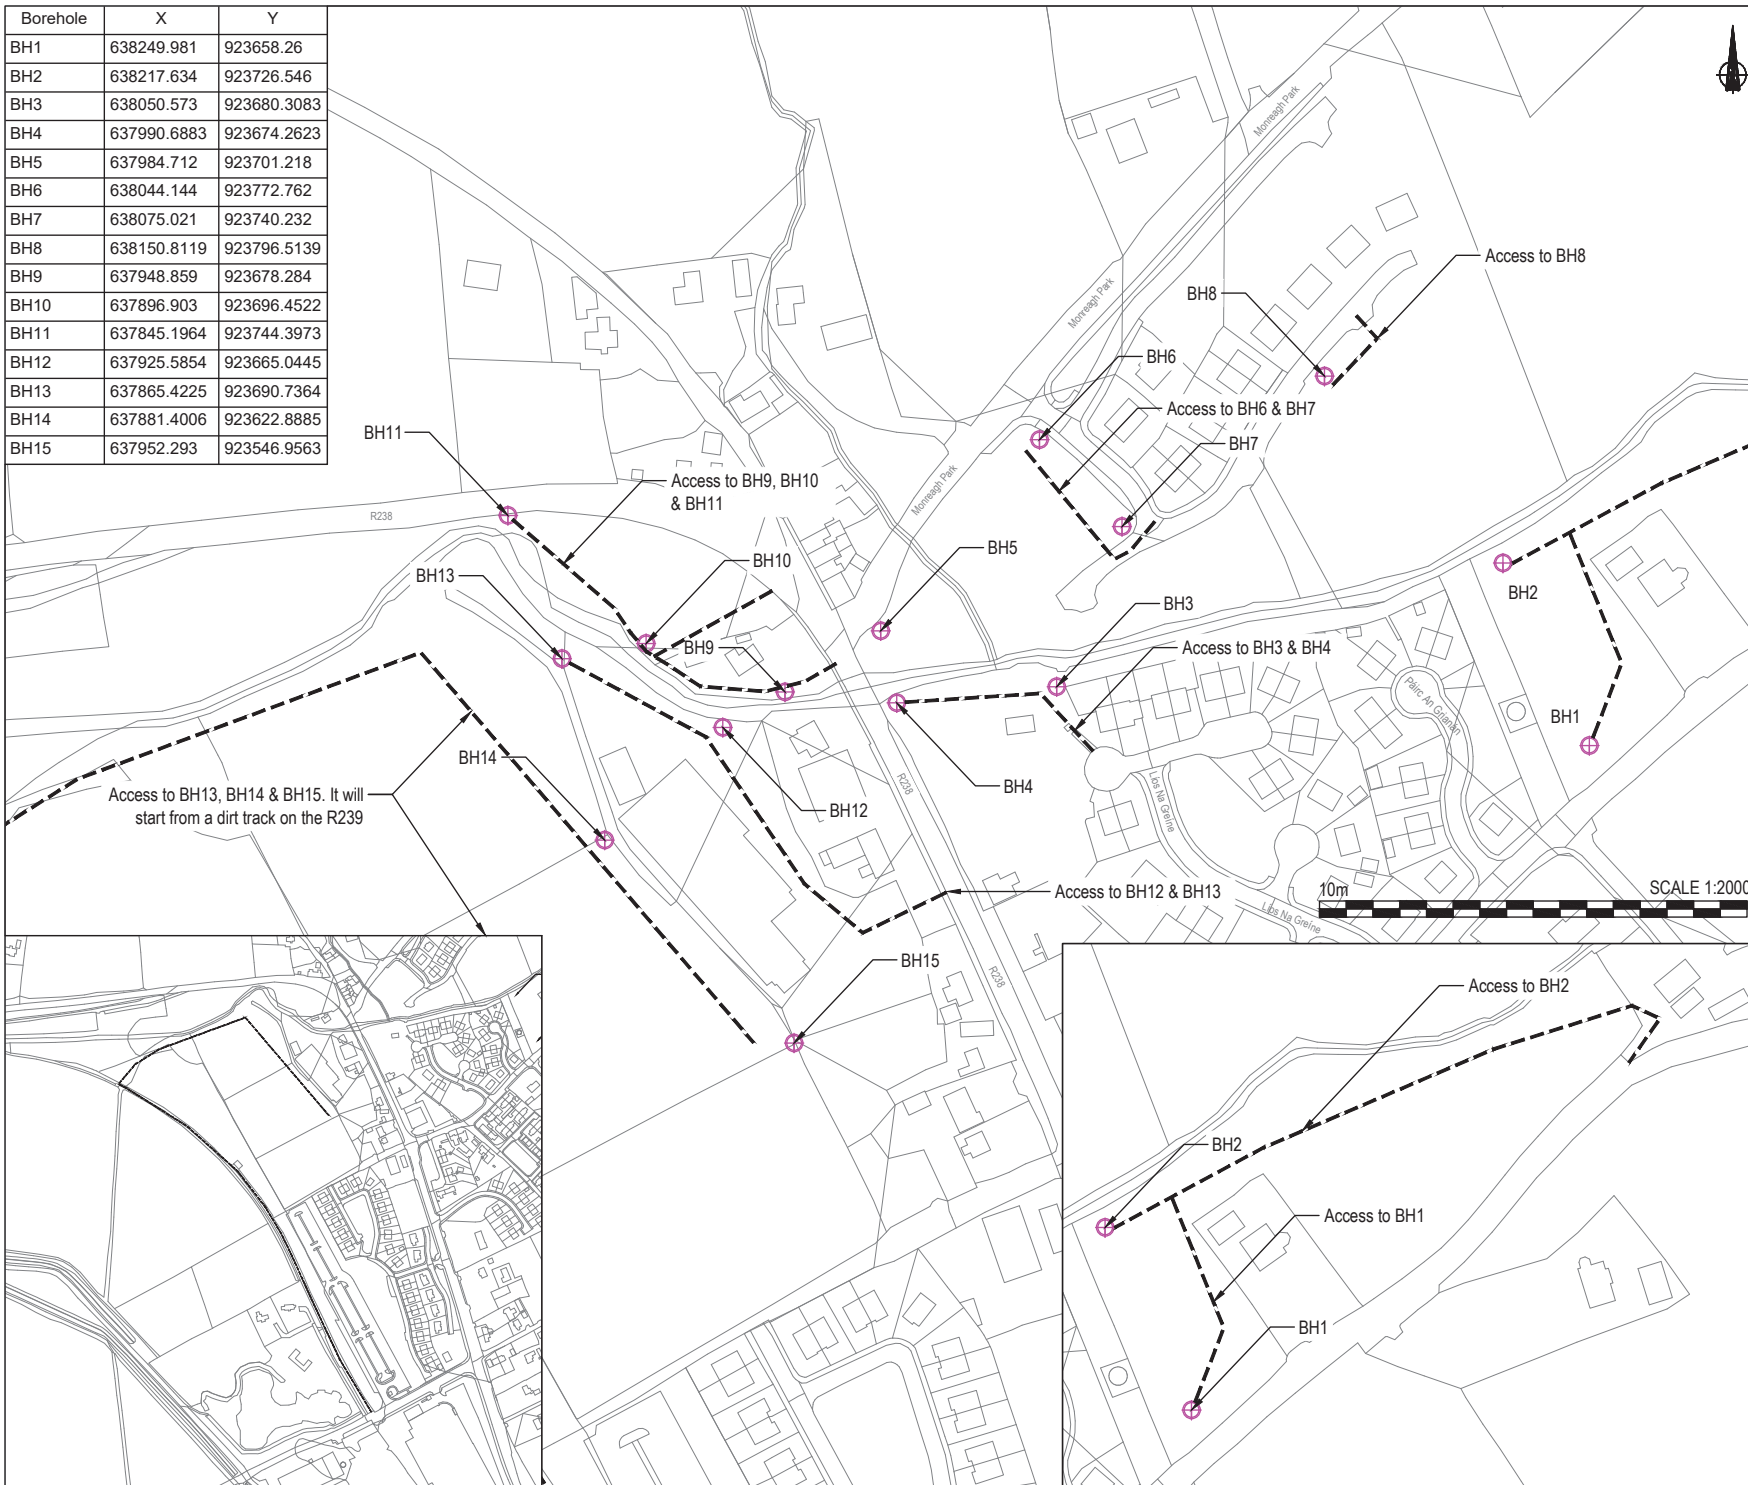 Borehole X Y
BH1 638249.981 923658.26
BH2 638217.634 923726.546
BH3 638050.573 923680.3083
BH4 637990.6883 923674.2623
BH5 637984.712 923701.218
BH6 638044.144 923772.762
BH7 638075.021 923740.232
BH8 638150.8119 923796.5139
BH9 637948.859 923678.284
BH10 637896.903 923696.4522
BH11 637845.1964 923744.3973
BH12 637925.5854 923665.0445
BH13 637865.4225 923690.7364
BH14 637881.4006 923622.8885
BH15 637952.293 923546.9563
Monreagh Park
Access to BH8
BH8
Monreagh Park
BH6
Access to BH6 & BH7
BH11
BH7
Access to BH9, BH10
& BH11
Monreagh Park
R238
BH5
BH10
BH13
BH2
BH3
BH9
Access to BH3 & BH4
Páirc An Grianán
BH1
BH14
R238
BH4
Lios Na Greine
Access to BH13, BH14 & BH15. It will
start from a dirt track on the R239
BH12
10m
SCALE 1:2000
Access to BH12 & BH13
Lios Na Greine
BH15
R238
Access to BH2
BH2
Access to BH1
BH1